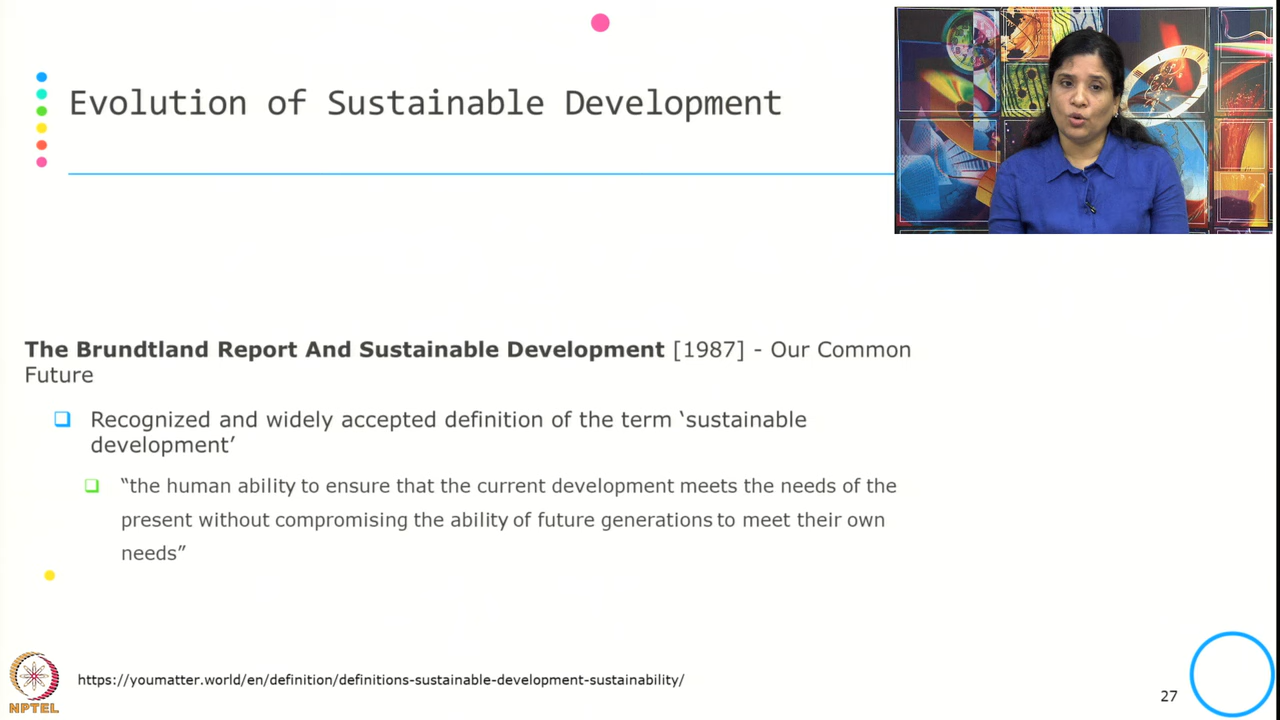 Evolution of Sustainable Development
The Brundtland Report And Sustainable Development [1987] - Our Common
Future
Recognized and widely accepted definition of the term ‘sustainable
development’
“the human ability to ensure that the current development meets the needs of the
present without compromising the ability of future generations to meet their own
needs”
NPTEL
https://youmatter.world/en/definition/definitions-sustainable-development-sustainability/
27